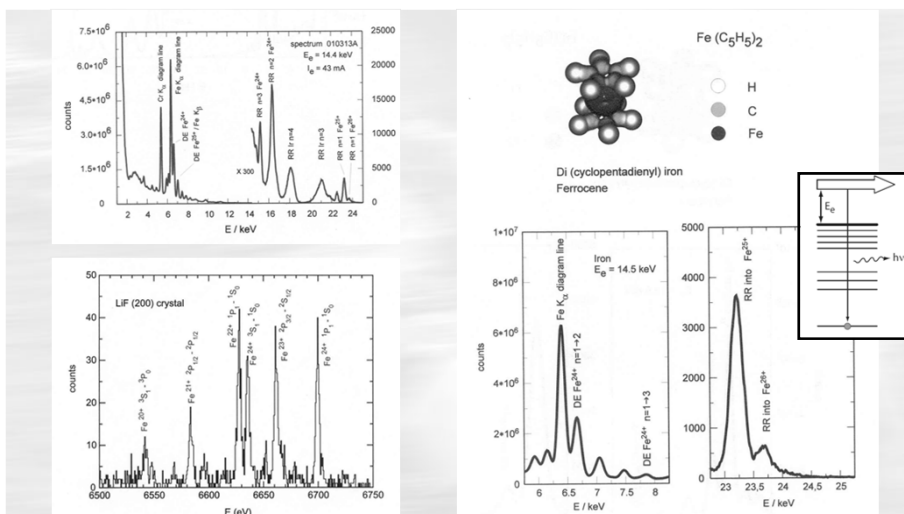 7.5•10⁶
6.0•10⁶
4.5•10⁶
3.0•10⁶
1.5•10⁶
0
counts
25000
20000
15000
10000
5000
0
spectrum 010313A
Eₑ = 14.4 keV
Iₑ = 43 mA
Cr Kα diagram line
Fe Kα diagram line
DE Fe²⁴⁺
DE Fe²⁵⁺ / Fe Kβ
X 300
RR n=3 Fe²⁴⁺
RR n=2 Fe²⁴⁺
RR Ir n=4
RR Ir n=3
RR n=1 Fe²⁵⁺
RR n=1 Fe²⁶⁺
2 4 6 8 10 12 14 16 18 20 22 24
E / keV
50
40
30
20
10
0
counts
LiF (200) crystal
Fe ²⁰⁺ ³S₁-³P₀
Fe ²¹⁺ ²P₁/₂-²P₁/₂
Fe ²²⁺ ¹P₁-¹S₀
Fe ²⁴⁺ ³S₁-¹S₀
Fe ²³⁺ ²P₃/₂-²S₁/₂
Fe ²⁴⁺ ¹P₁-¹S₀
6500 6550 6600 6650 6700 6750
E (eV)
Fe (C₅H₅)₂
H
C
Fe
Di (cyclopentadienyl) iron
Ferrocene
1•10⁷
8•10⁶
6•10⁶
4•10⁶
2•10⁶
0
counts
Iron
Eₑ = 14.5 keV
Fe Kα diagram line
DE Fe²⁴⁺ n=1→2
DE Fe²⁴⁺ n=1→3
6 6.5 7 7.5 8
E / keV
5000
4000
3000
2000
1000
0
RR into Fe²⁵⁺
RR into Fe²⁶⁺
23 23,5 24 24,5 25
E / keV
Eₑ
hν